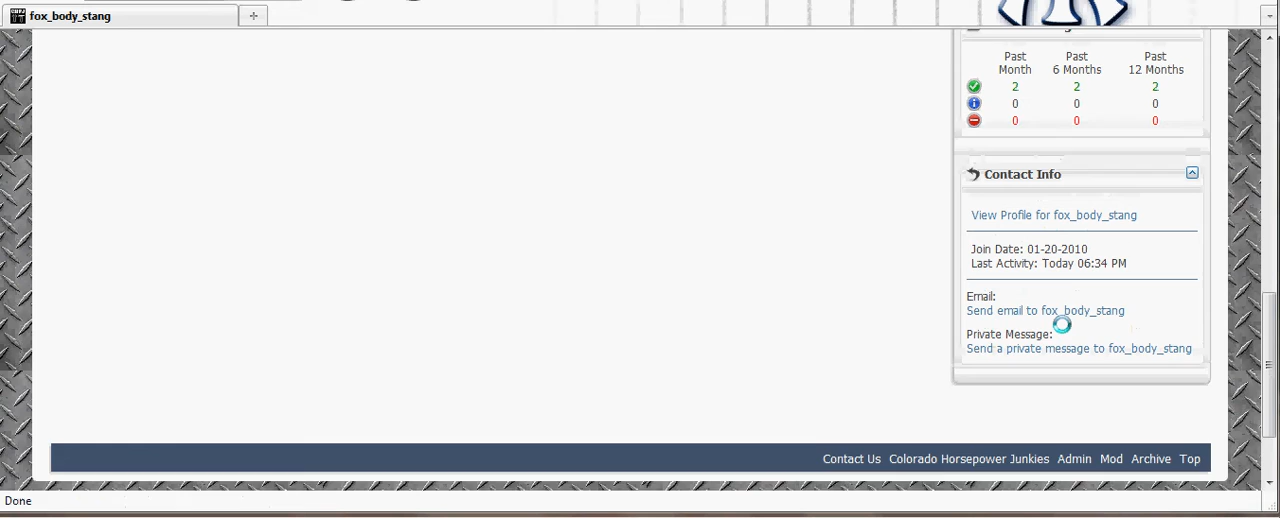 fox_body_stang
Past Past Past
Month 6 Months 12 Months
2 2 2
0 0 0
0 0 0
Contact Info
View Profile for fox_body_stang
Join Date: 01-20-2010
Last Activity: Today 06:34 PM
Email:
Send email to fox_body_stang
Private Message:
Send a private message to fox_body_stang
Contact Us Colorado Horsepower Junkies Admin Mod Archive Top
Done